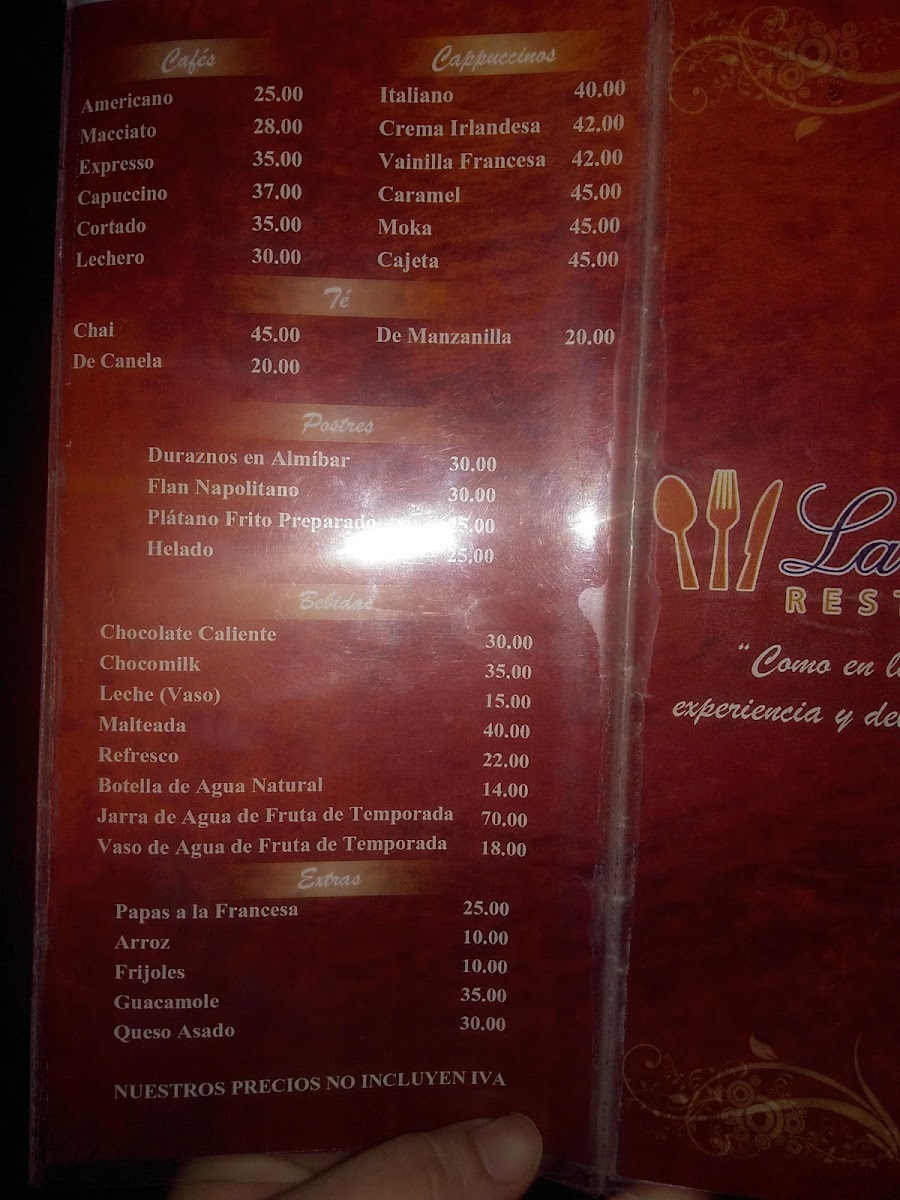 Cafés
Americano 25.00
Macciato 28.00
Expresso 35.00
Capuccino 37.00
Cortado 35.00
Lechero 30.00
Cappuccinos
Italiano 40.00
Crema Irlandesa 42.00
Vainilla Francesa 42.00
Caramel 45.00
Moka 45.00
Cajeta 45.00
Té
Chai 45.00
De Canela 20.00
De Manzanilla 20.00
Postres
Duraznos en Almíbar 30.00
Flan Napolitano 30.00
Plátano Frito Preparado
Helado 25.00
Bebidas
Chocolate Caliente 30.00
Chocomilk 35.00
Leche (Vaso) 15.00
Malteada 40.00
Refresco 22.00
Botella de Agua Natural 14.00
Jarra de Agua de Fruta de Temporada 70.00
Vaso de Agua de Fruta de Temporada 18.00
Extras
Papas a la Francesa 25.00
Arroz 10.00
Frijoles 10.00
Guacamole 35.00
Queso Asado 30.00
NUESTROS PRECIOS NO INCLUYEN IVA
La
REST
"Como en l
experiencia y de